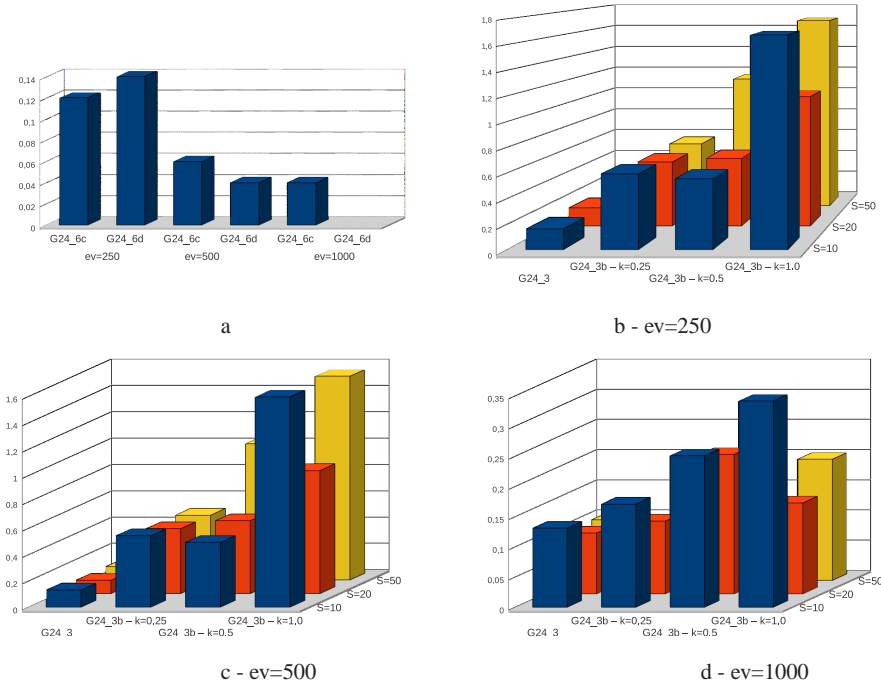 0,14
0,12
0,1
0,08
0,06
0,04
0,02
0
G24_6c G24_6d G24_6c G24_6d G24_6c G24_6d
ev=250 ev=500 ev=1000
a
1,8
1,6
1,4
1,2
1
0,8
0,6
0,4
0,2
0
S=50
S=20
S=10
G24_3b – k=0.25 G24_3b – k=1.0
G24_3 G24_3b – k=0.5
b - ev=250
1,6
1,4
1,2
1
0,8
0,6
0,4
0,2
0
S=50
S=20
S=10
G24_3b – k=0,25 G24_3b – k=1,0
G24_3 G24_3b – k=0.5
c - ev=500
0,35
0,3
0,25
0,2
0,15
0,1
0,05
0
S=50
S=20
S=10
G24_3b – k=0,25 G24_3b – k=1,0
G24_3 G24_3b – k=0.5
d - ev=1000